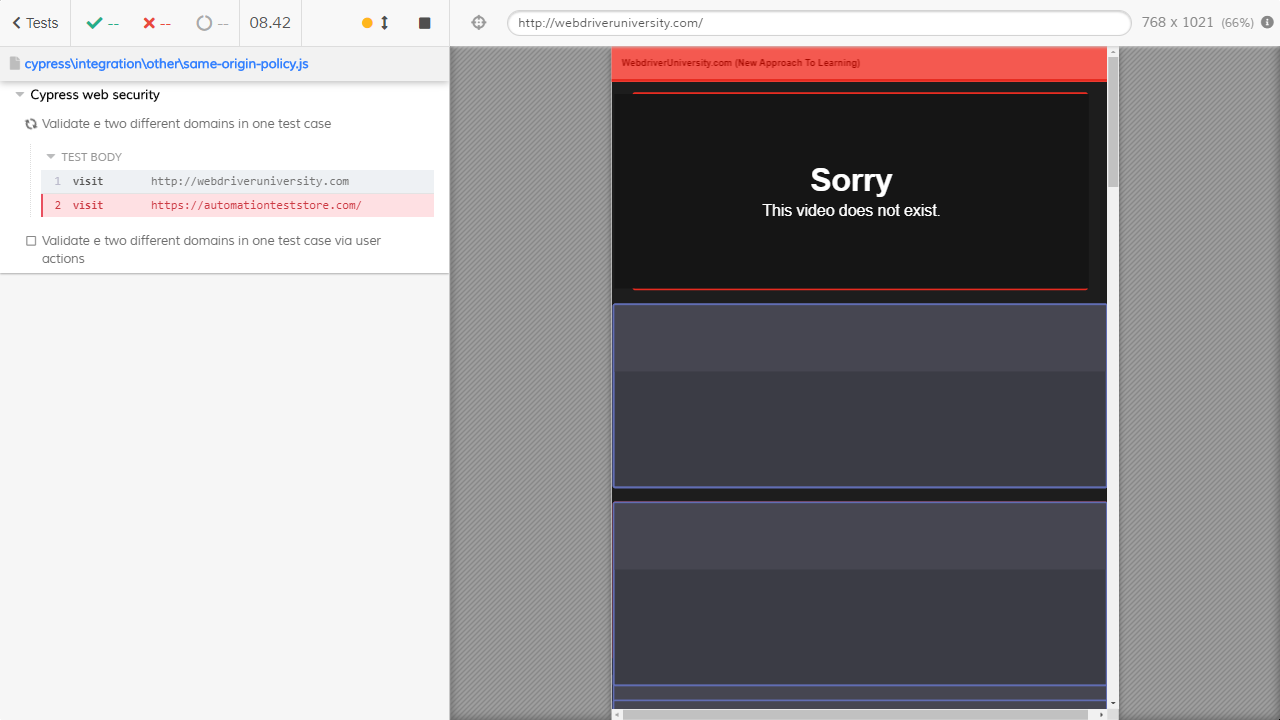 Tests
--
--
--
08.42
http://webdriveruniversity.com/
768 x 1021 (66%)
cypress\integration\other\same-origin-policy.js
Cypress web security
Validate e two different domains in one test case
TEST BODY
1 visit http://webdriveruniversity.com
2 visit https://automationteststore.com/
Validate e two different domains in one test case via user
actions
WebdriverUniversity.com (New Approach To Learning)
Sorry
This video does not exist.